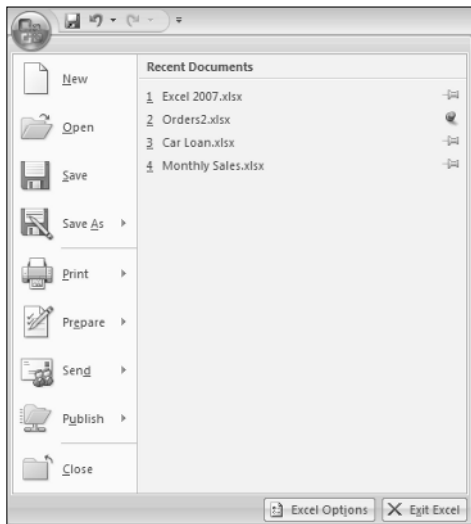 New
Open
Save
Save As
Print
Prepare
Send
Publish
Close
Recent Documents
1 Excel 2007.xlsx
2 Orders2.xlsx
3 Car Loan.xlsx
4 Monthly Sales.xlsx
Excel Options
Exit Excel